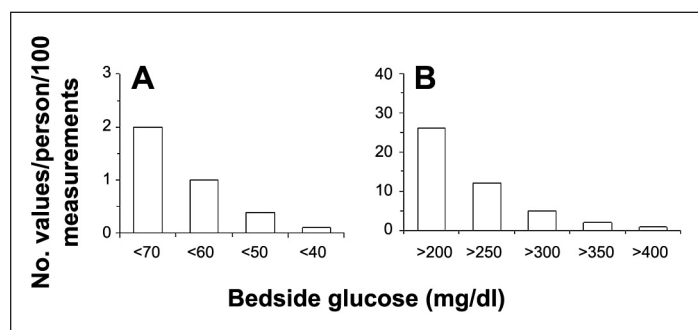 No. values/person/100
measurements
A
3
2
1
0
<70 <60 <50 <40
B
40
30
20
10
0
>200 >250 >300 >350 >400
Bedside glucose (mg/dl)